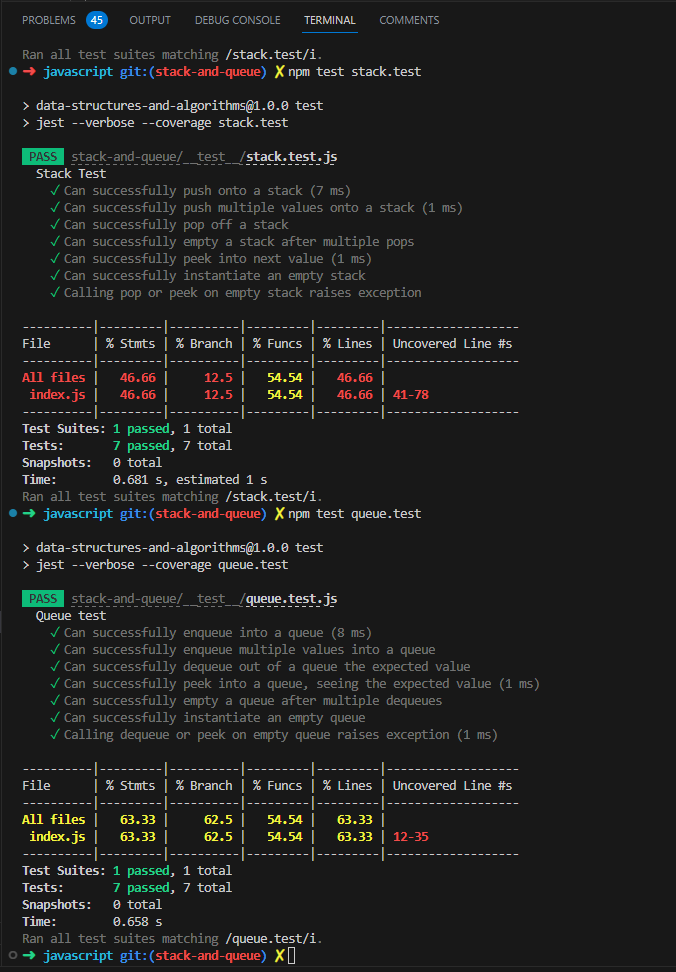 PROBLEMS 45 OUTPUT DEBUG CONSOLE TERMINAL COMMENTS
Ran all test suites matching /stack.test/i.
➜ javascript git:(stack-and-queue) ✗ npm test stack.test
> data-structures-and-algorithms@1.0.0 test
> jest --verbose --coverage stack.test
PASS stack-and-queue/__test__/stack.test.js
Stack Test
✓ Can successfully push onto a stack (7 ms)
✓ Can successfully push multiple values onto a stack (1 ms)
✓ Can successfully pop off a stack
✓ Can successfully empty a stack after multiple pops
✓ Can successfully peek into next value (1 ms)
✓ Can successfully instantiate an empty stack
✓ Calling pop or peek on empty stack raises exception
----------|---------|----------|---------|---------|-------------------
File | % Stmts | % Branch | % Funcs | % Lines | Uncovered Line #s
----------|---------|----------|---------|---------|-------------------
All files | 46.66 | 12.5 | 54.54 | 46.66 |
index.js | 46.66 | 12.5 | 54.54 | 46.66 | 41-78
----------|---------|----------|---------|---------|-------------------
Test Suites: 1 passed, 1 total
Tests: 7 passed, 7 total
Snapshots: 0 total
Time: 0.681 s, estimated 1 s
Ran all test suites matching /stack.test/i.
➜ javascript git:(stack-and-queue) ✗ npm test queue.test
> data-structures-and-algorithms@1.0.0 test
> jest --verbose --coverage queue.test
PASS stack-and-queue/__test__/queue.test.js
Queue test
✓ Can successfully enqueue into a queue (8 ms)
✓ Can successfully enqueue multiple values into a queue
✓ Can successfully dequeue out of a queue the expected value
✓ Can successfully peek into a queue, seeing the expected value (1 ms)
✓ Can successfully empty a queue after multiple dequeues
✓ Can successfully instantiate an empty queue
✓ Calling dequeue or peek on empty queue raises exception (1 ms)
----------|---------|----------|---------|---------|-------------------
File | % Stmts | % Branch | % Funcs | % Lines | Uncovered Line #s
----------|---------|----------|---------|---------|-------------------
All files | 63.33 | 62.5 | 54.54 | 63.33 |
index.js | 63.33 | 62.5 | 54.54 | 63.33 | 12-35
----------|---------|----------|---------|---------|-------------------
Test Suites: 1 passed, 1 total
Tests: 7 passed, 7 total
Snapshots: 0 total
Time: 0.658 s
Ran all test suites matching /queue.test/i.
➜ javascript git:(stack-and-queue) ✗